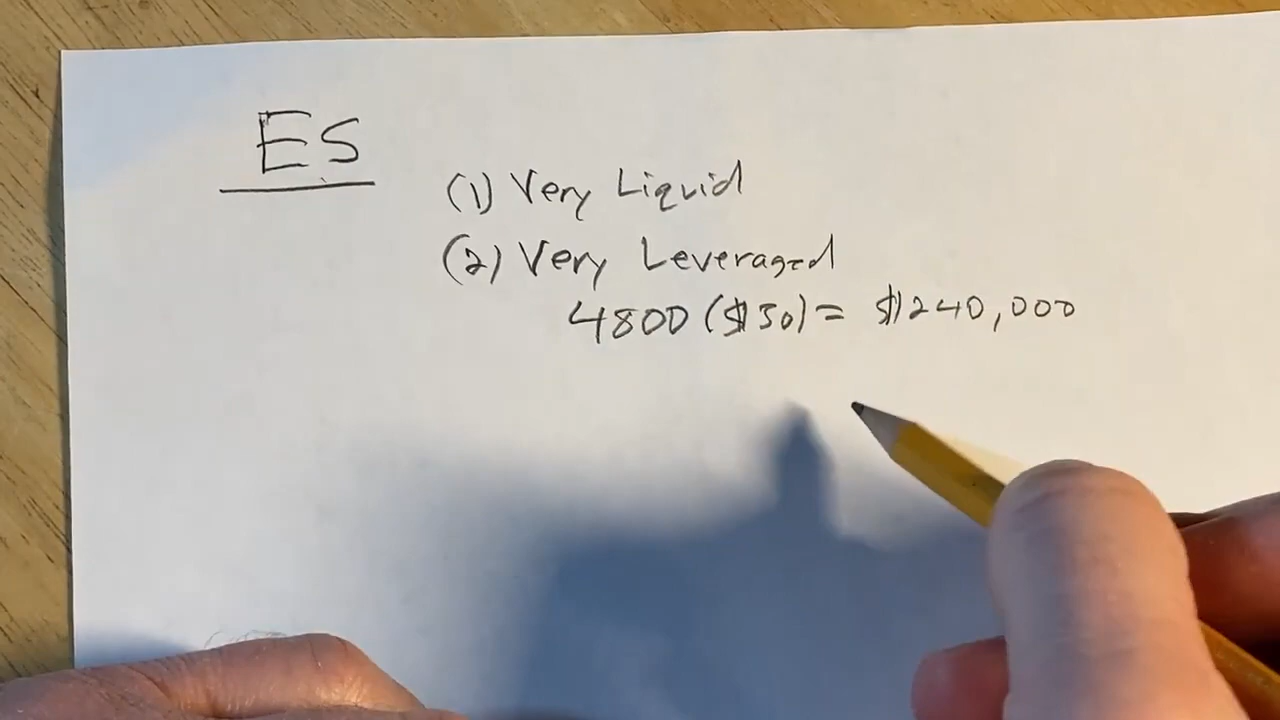 ES
(1) Very Liquid
(2) Very Leveraged
4800 ($50) = $240,000